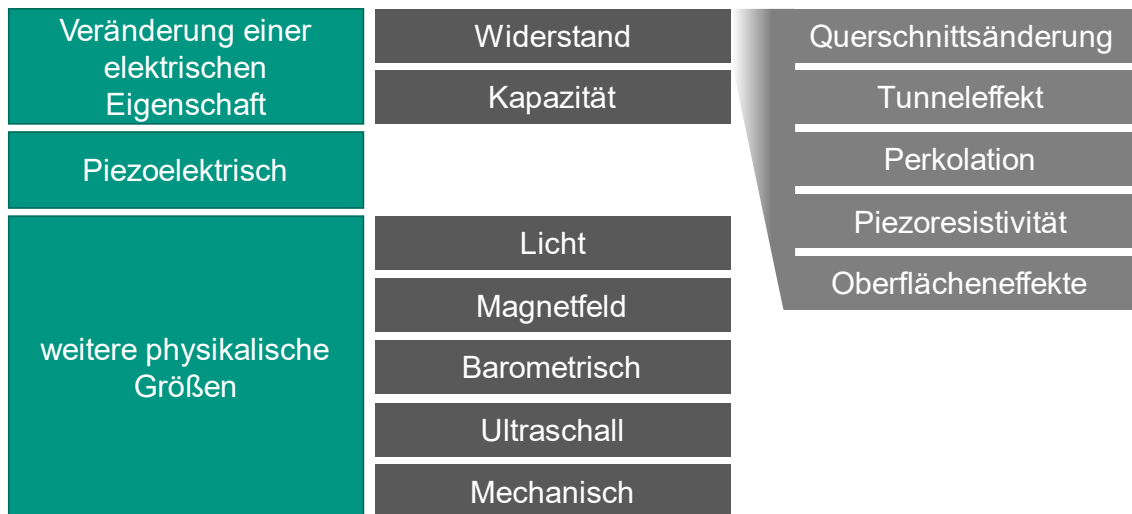 Veränderung einer
elektrischen
Eigenschaft
Widerstand
Kapazität
Querschnittsänderung
Tunneleffekt
Perkolation
Piezoresistivität
Oberflächeneffekte
Piezoelektrisch
weitere physikalische
Größen
Licht
Magnetfeld
Barometrisch
Ultraschall
Mechanisch